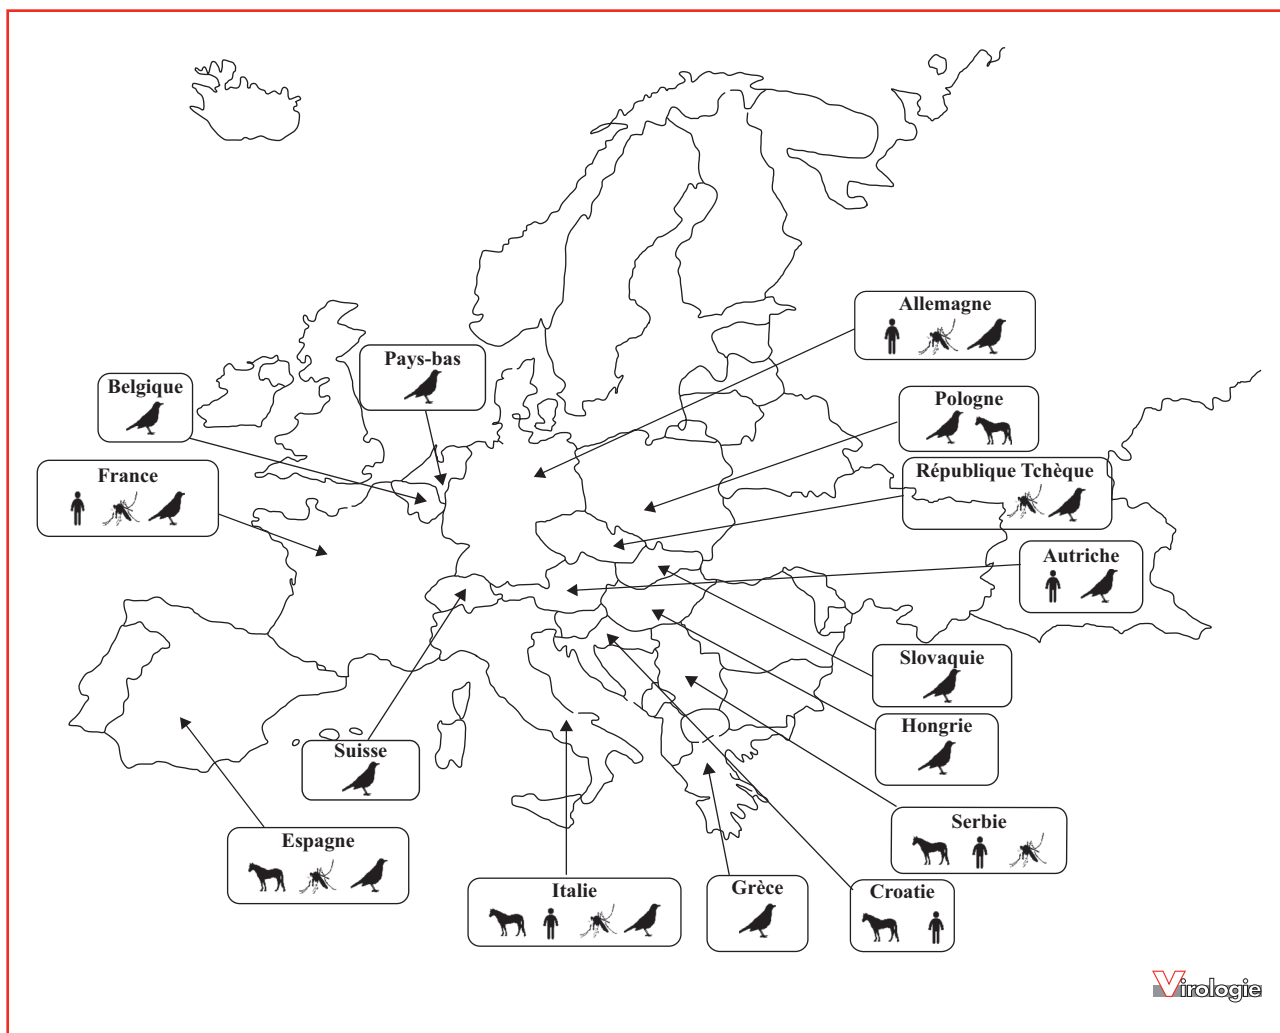 Allemagne
Pays-bas
Belgique
Pologne
France
République Tchèque
Autriche
Slovaquie
Hongrie
Suisse
Serbie
Espagne
Italie
Grèce
Croatie
Virologie